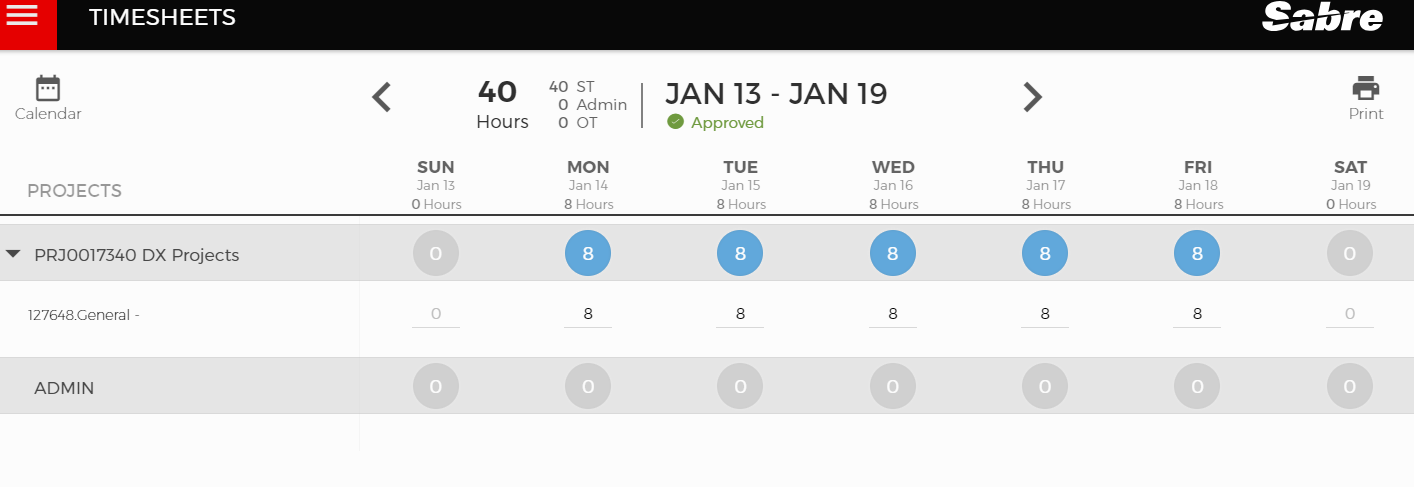 TIMESHEETS
Sabre
Calendar
40
Hours
40 ST
0 Admin
0 OT
JAN 13 - JAN 19
Approved
Print
PROJECTS
SUN MON TUE WED THU FRI SAT
Jan 13 Jan 14 Jan 15 Jan 16 Jan 17 Jan 18 Jan 19
0 Hours 8 Hours 8 Hours 8 Hours 8 Hours 8 Hours 0 Hours
PRJ0017340 DX Projects 0 8 8 8 8 8 0
127648.General - 0 8 8 8 8 8 0
ADMIN 0 0 0 0 0 0 0